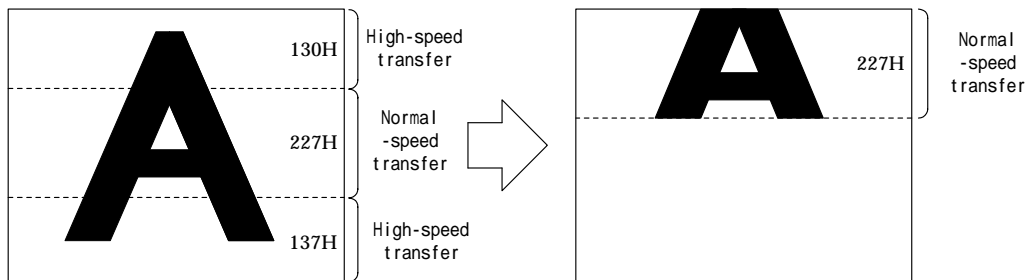 130H
High-speed
transfer
227H
Normal
-speed
transfer
137H
High-speed
transfer
A
227H
Normal
-speed
transfer
A